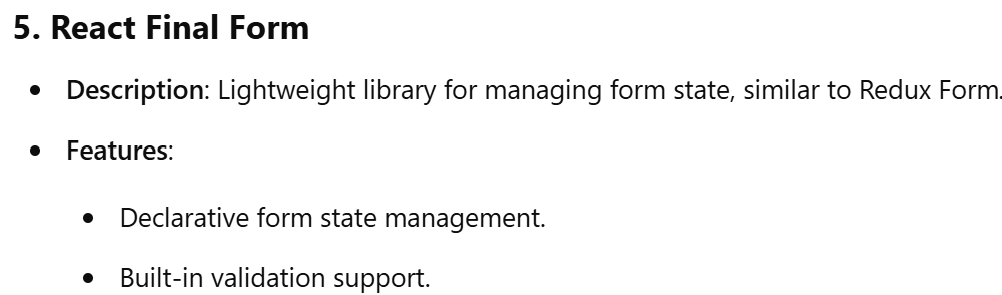 5. React Final Form
• Description: Lightweight library for managing form state, similar to Redux Form.
• Features:
• Declarative form state management.
• Built-in validation support.